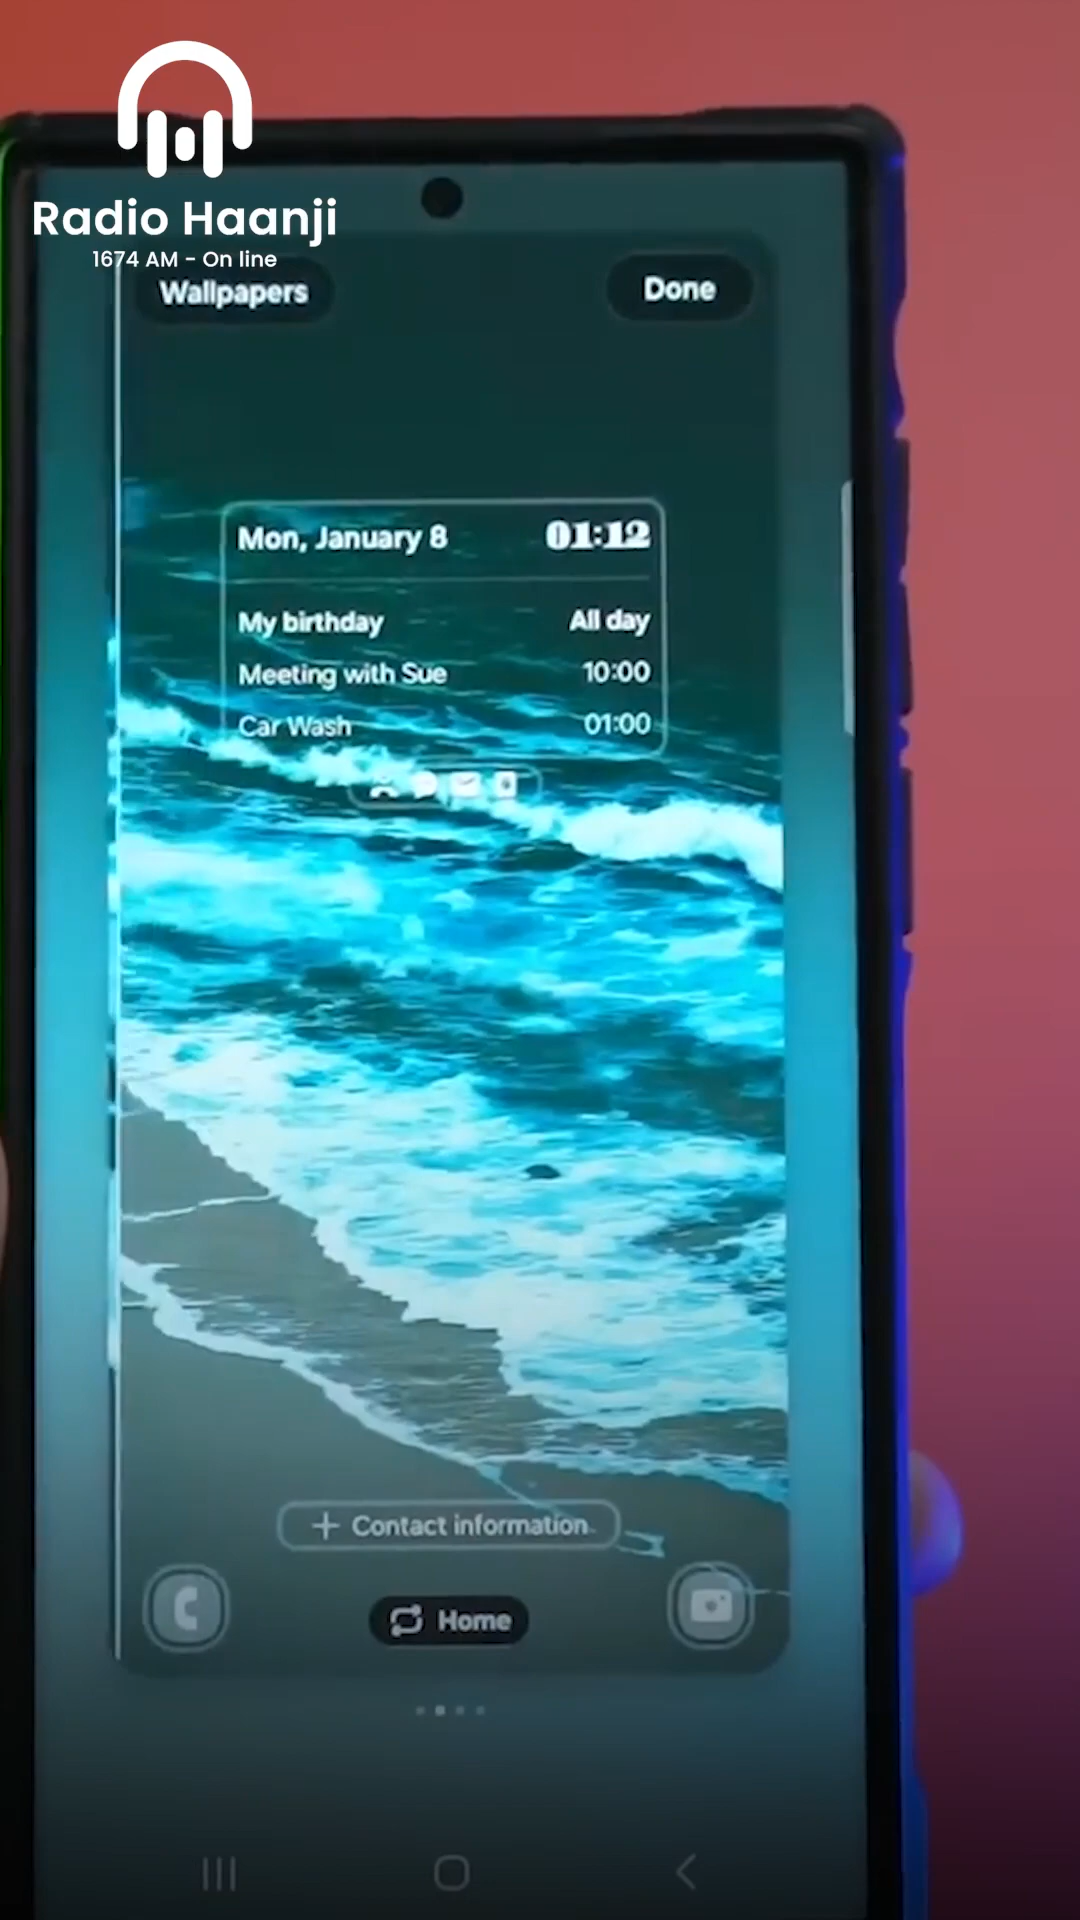 Radio Haanji
1674 AM - On line
Wallpapers
Done
Mon, January 8
01:12
My birthday
All day
Meeting with Sue
10:00
Car Wash
01:00
+ Contact information
Home